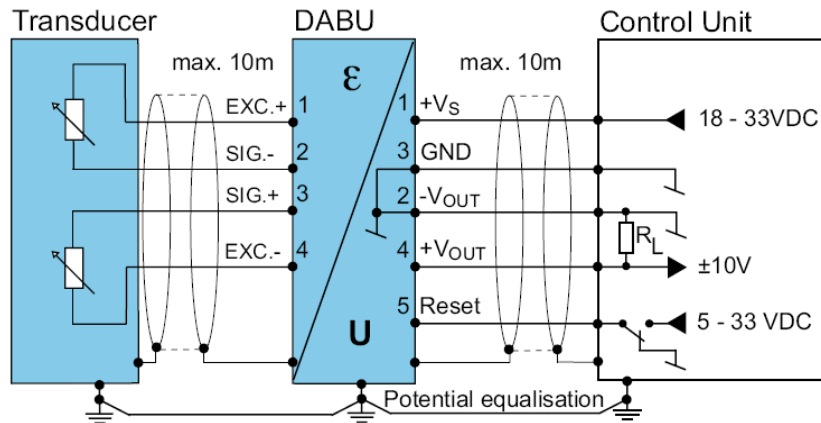 Transducer
DABU
Control Unit
max. 10m
max. 10m
ε
EXC.+ 1
1 +VS
18 - 33VDC
SIG.- 2
3 GND
SIG.+ 3
2 -VOUT
RL
EXC.- 4
4 +VOUT
±10V
5 Reset
5 - 33 VDC
U
Potential equalisation